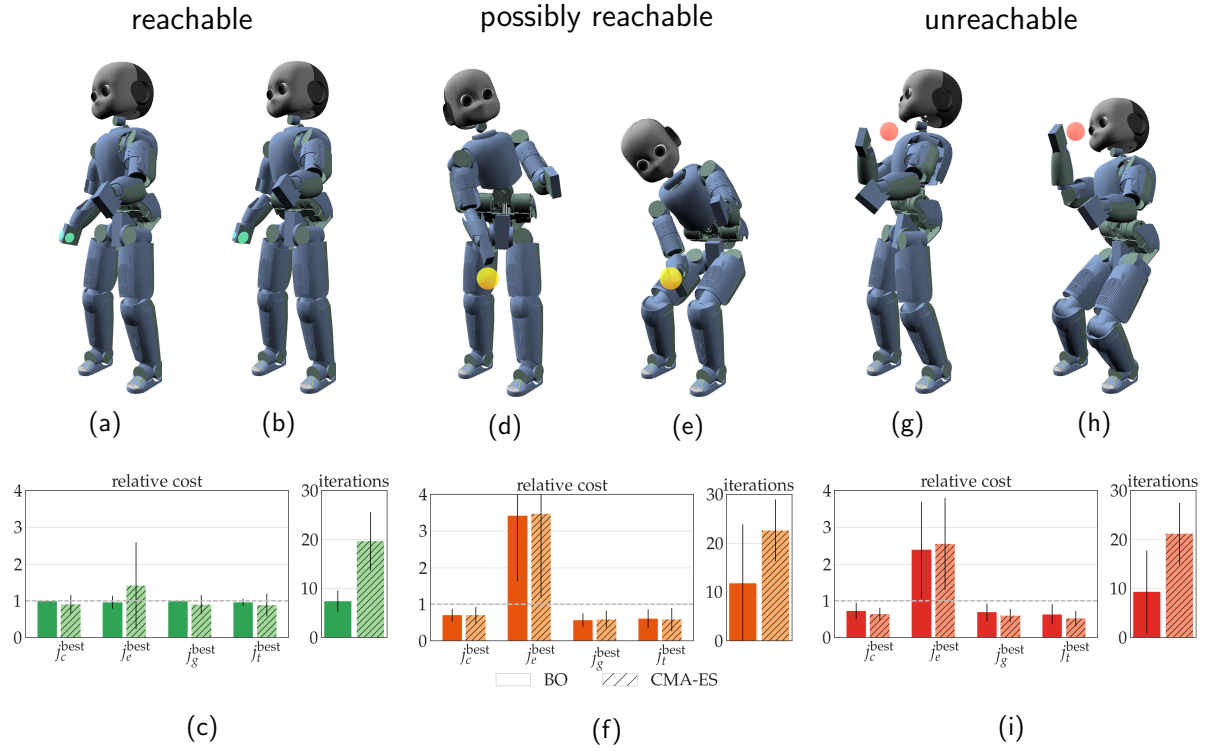 reachable
possibly reachable
unreachable
(a)
(b)
(d)
(e)
(g)
(h)
relative cost
4
3
2
1
0
j_c^best
j_e^best
j_g^best
j_t^best
iterations
30
20
10
0
(c)
relative cost
4
3
2
1
0
j_c^best
j_e^best
j_g^best
j_t^best
iterations
30
20
10
0
BO
CMA-ES
(f)
relative cost
4
3
2
1
0
j_c^best
j_e^best
j_g^best
j_t^best
iterations
30
20
10
0
(i)